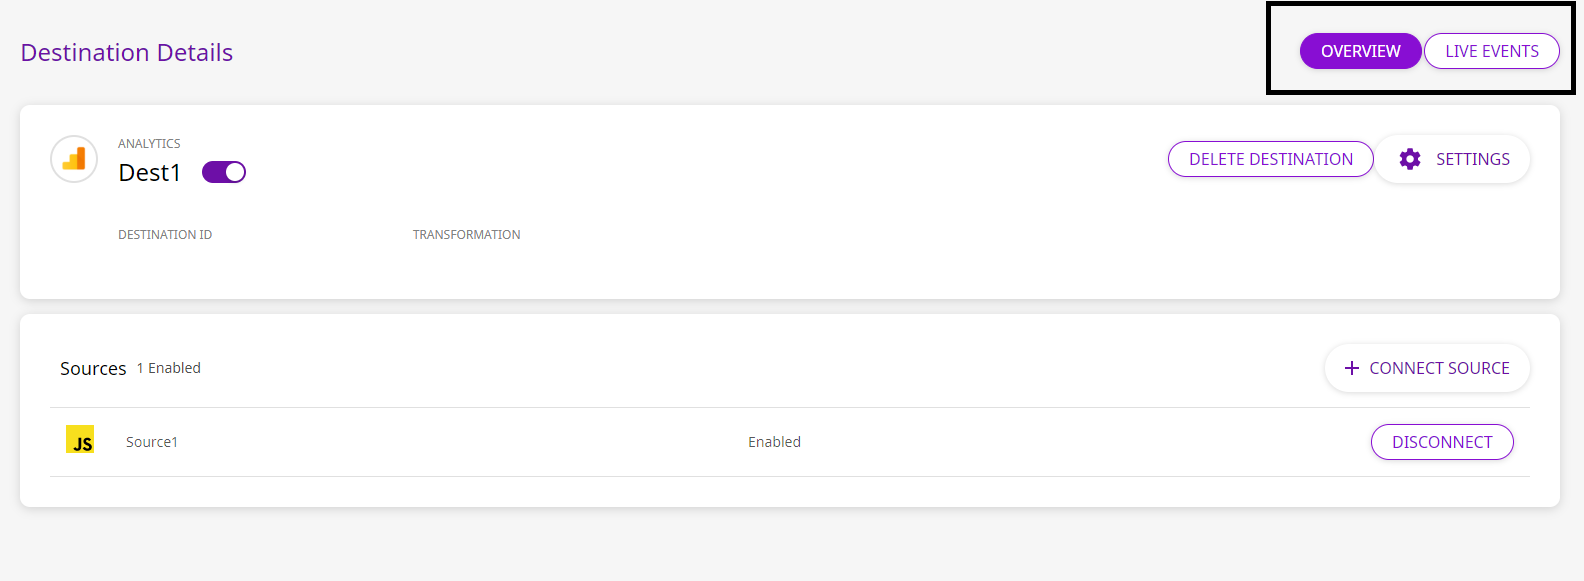 Destination Details
OVERVIEW
LIVE EVENTS
ANALYTICS
Dest1
DELETE DESTINATION
SETTINGS
DESTINATION ID
TRANSFORMATION
Sources 1 Enabled
CONNECT SOURCE
JS
Source1
Enabled
DISCONNECT